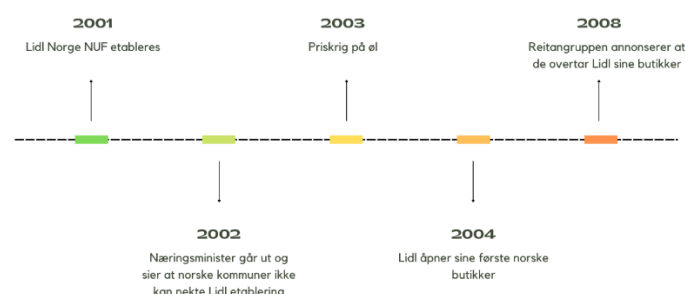 2001
Lidl Norge NUF etableres
2002
Næringsminister går ut og
sier at norske kommuner ikke
kan nekte Lidl etablering
2003
Priskrig på øl
2004
Lidl åpner sine første norske
butikker
2008
Reitangruppen annonserer at
de overtar Lidl sine butikker